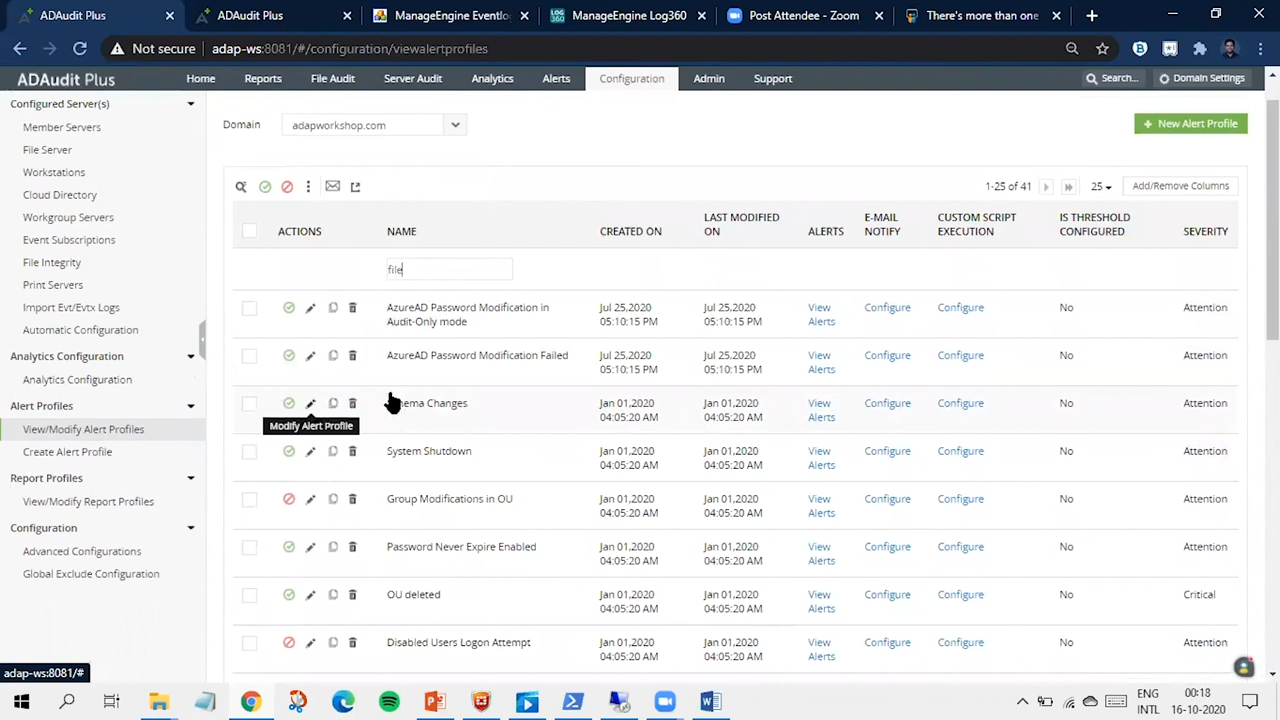 ADAudit Plus
ADAudit Plus
ManageEngine Eventlo
ManageEngine Log360
Post Attendee - Zoom
There's more than one
Not secure
adap-ws:8081/#/configuration/viewalertprofiles
ADAudit Plus
Home
Reports
File Audit
Server Audit
Analytics
Alerts
Configuration
Admin
Support
Search...
Domain Settings
Configured Server(s)
Member Servers
File Server
Workstations
Cloud Directory
Workgroup Servers
Event Subscriptions
File Integrity
Print Servers
Import Evt/Evtx Logs
Automatic Configuration
Analytics Configuration
Analytics Configuration
Alert Profiles
View/Modify Alert Profiles
Create Alert Profile
Report Profiles
View/Modify Report Profiles
Configuration
Advanced Configurations
Global Exclude Configuration
Domain
adapworkshop.com
+ New Alert Profile
1-25 of 41
25
Add/Remove Columns
ACTIONS
NAME
CREATED ON
LAST MODIFIED
ON
ALERTS
E-MAIL
NOTIFY
CUSTOM SCRIPT
EXECUTION
IS THRESHOLD
CONFIGURED
SEVERITY
file
AzureAD Password Modification in
Audit-Only mode
Jul 25,2020
05:10:15 PM
Jul 25,2020
05:10:15 PM
View
Alerts
Configure
Configure
No
Attention
AzureAD Password Modification Failed
Jul 25,2020
05:10:15 PM
Jul 25,2020
05:10:15 PM
View
Alerts
Configure
Configure
No
Attention
Modify Alert Profile
Changes
Jan 01,2020
04:05:20 AM
Jan 01,2020
04:05:20 AM
View
Alerts
Configure
Configure
No
Attention
System Shutdown
Jan 01,2020
04:05:20 AM
Jan 01,2020
04:05:20 AM
View
Alerts
Configure
Configure
No
Attention
Group Modifications in OU
Jan 01,2020
04:05:20 AM
Jan 01,2020
04:05:20 AM
View
Alerts
Configure
Configure
No
Attention
Password Never Expire Enabled
Jan 01,2020
04:05:20 AM
Jan 01,2020
04:05:20 AM
View
Alerts
Configure
Configure
No
Attention
OU deleted
Jan 01,2020
04:05:20 AM
Jan 01,2020
04:05:20 AM
View
Alerts
Configure
Configure
No
Critical
Disabled Users Logon Attempt
Jan 01,2020
04:05:20 AM
Jan 01,2020
04:05:20 AM
View
Alerts
Configure
Configure
No
Attention
adap-ws:8081/#
ENG
INTL
00:18
16-10-2020